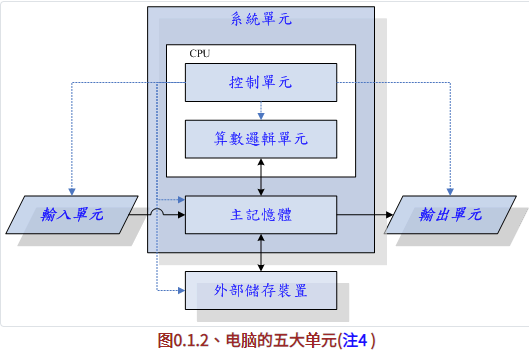 系統單元
CPU
控制單元
算數邏輯單元
輸入單元
主記憶體
輸出單元
外部儲存裝置
图0.1.2、电脑的五大单元(注4 )